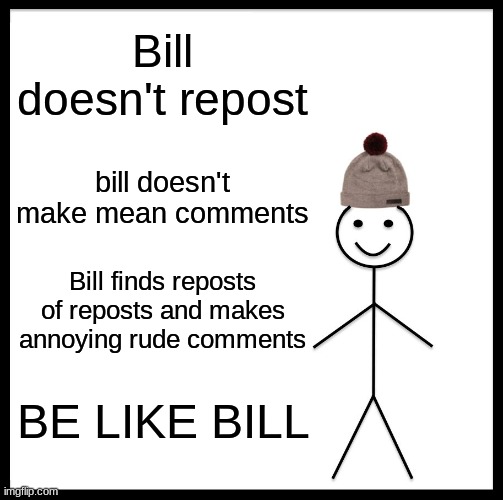 Bill
doesn't repost
bill doesn't
make mean comments
Bill finds reposts
of reposts and makes
annoying rude comments
BE LIKE BILL
imgflip.com